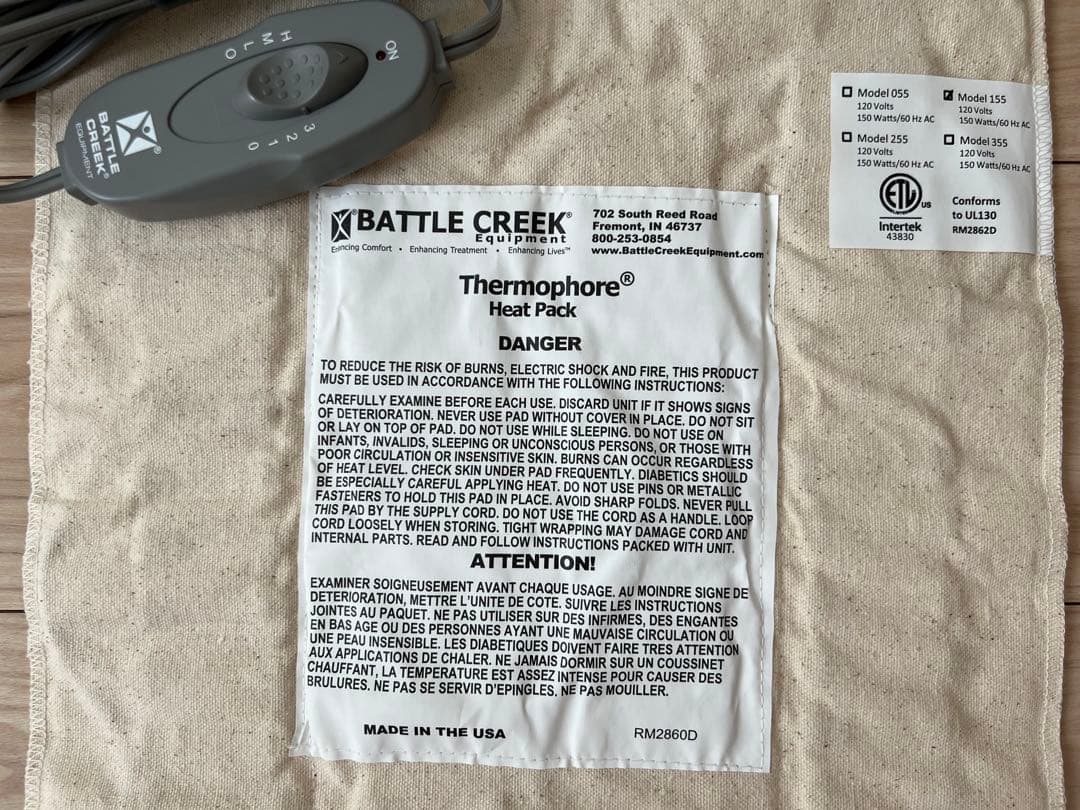 ON
H
M
L
O
3
2
1
0
BATTLE
CREEK®
EQUIPMENT
Model 055
120 Volts
150 Watts/60 Hz AC
Model 155
120 Volts
150 Watts/60 Hz AC
Model 255
120 Volts
150 Watts/60 Hz AC
Model 355
120 Volts
150 Watts/60 Hz AC
ETL US
Intertek
43830
Conforms
to UL130
RM2862D
BATTLE CREEK®
Equipment
Enhancing Comfort • Enhancing Treatment • Enhancing Lives™
702 South Reed Road
Fremont, IN 46737
800-253-0854
www.BattleCreekEquipment.com
Thermophore®
Heat Pack
DANGER
TO REDUCE THE RISK OF BURNS, ELECTRIC SHOCK AND FIRE, THIS PRODUCT
MUST BE USED IN ACCORDANCE WITH THE FOLLOWING INSTRUCTIONS:
CAREFULLY EXAMINE BEFORE EACH USE. DISCARD UNIT IF IT SHOWS SIGNS
OF DETERIORATION. NEVER USE PAD WITHOUT COVER IN PLACE. DO NOT SIT
OR LAY ON TOP OF PAD. DO NOT USE WHILE SLEEPING. DO NOT USE ON
INFANTS, INVALIDS, SLEEPING OR UNCONSCIOUS PERSONS, OR THOSE WITH
POOR CIRCULATION OR INSENSITIVE SKIN. BURNS CAN OCCUR REGARDLESS
OF HEAT LEVEL. CHECK SKIN UNDER PAD FREQUENTLY. DIABETICS SHOULD
BE ESPECIALLY CAREFUL APPLYING HEAT. DO NOT USE PINS OR METALLIC
FASTENERS TO HOLD THIS PAD IN PLACE. AVOID SHARP FOLDS. NEVER PULL
THIS PAD BY THE SUPPLY CORD. DO NOT USE THE CORD AS A HANDLE. LOOP
CORD LOOSELY WHEN STORING. TIGHT WRAPPING MAY DAMAGE CORD AND
INTERNAL PARTS. READ AND FOLLOW INSTRUCTIONS PACKED WITH UNIT.
ATTENTION!
EXAMINER SOIGNEUSEMENT AVANT CHAQUE USAGE, AU MOINDRE SIGNE DE
DETERIORATION, METTRE L'UNITE DE COTE. SUIVRE LES INSTRUCTIONS
JOINTES AU PAQUET. NE PAS UTILISER SUR DES INFIRMES, DES ENGANTES
EN BAS AGE OU DES PERSONNES AYANT UNE MAUVAISE CIRCULATION OU
UNE PEAU INSENSIBLE. LES DIABETIQUES DOIVENT FAIRE TRES ATTENTION
AUX APPLICATIONS DE CHALER. NE JAMAIS DORMIR SUR UN COUSSINET
CHAUFFANT, LA TEMPERATURE EST ASSEZ INTENSE POUR CAUSER DES
BRULURES. NE PAS SE SERVIR D'EPINGLES. NE PAS MOUILLER.
MADE IN THE USA
RM2860D